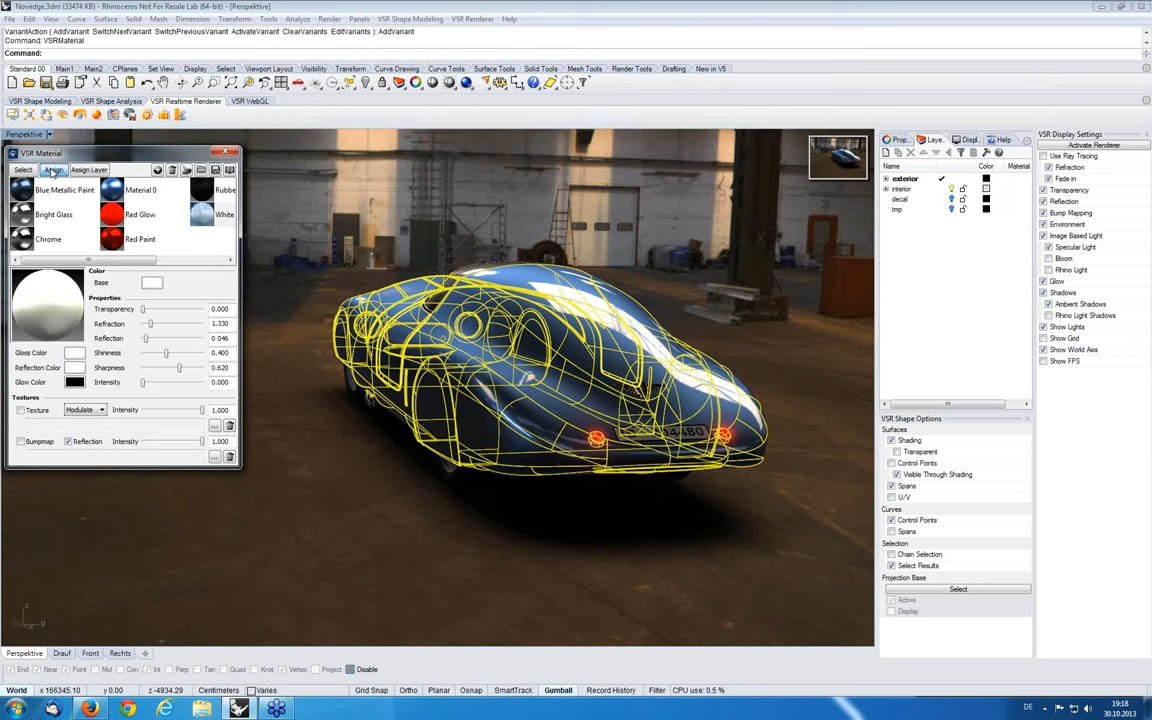 Novedge.3dm (33474 KB) - Rhinoceros Not For Resale Lab (64-bit) - [Perspektive]
File Edit View Curve Surface Solid Mesh Dimension Transform Tools Analyze Render Panels VSR Shape Modeling VSR Renderer Help
VariantAction ( AddVariant SwitchNextVariant SwitchPreviousVariant ActivateVariant ClearVariants EditVariants ): AddVariant
Command: VSRMaterial
Command:
Standard 00 Main1 Main2 CPlanes Set View Display Select Viewport Layout Visibility Transform Curve Drawing Curve Tools Surface Tools Solid Tools Mesh Tools Render Tools Drafting New in V5
VSR Shape Modeling VSR Shape Analysis VSR Realtime Renderer VSR WebGL
Perspektive
VSR Material
Select Assign Assign Layer
Blue Metallic Paint Material 0 Rubbe
Bright Glass Red Glow White
Chrome Red Paint
Color
Base
Properties
Transparency 0.000
Refraction 1.330
Reflection 0 046
Gloss Color Shininess 0.400
Reflection Color Sharpness 0.620
Glow Color Intensity 0.000
Textures
Texture Modulate Intensity 1.000
...
Bumpmap Reflection Intensity 1.000
...
Prop... Laye... Displ... Help
Name Color Material
exterior
interior
decal
tmp
VSR Shape Options
Surfaces
Shading
Transparent
Control Points
Visible Through Shading
Spans
U/V
Curves
Control Points
Spans
Selection
Chain Selection
Select Results
Projection Base
Select
Active
Display
VSR Display Settings
Activate Renderer
Use Ray Tracing
Refraction
Fade in
Transparency
Reflection
Bump Mapping
Environment
Image Based Light
Specular Light
Bloom
Rhino Light
Glow
Shadows
Ambient Shadows
Rhino Light Shadows
Show Lights
Show Grid
Show World Axis
Show FPS
Perspektive Drauf Front Rechts
End Near Point Mid Cen Int Perp Tan Quad Knot Vertex Project Disable
World x 166345.10 y 0.00 z -4934.29 Centimeters Varies Grid Snap Ortho Planar Osnap SmartTrack Gumball Record History Filter CPU use: 0.5 %
DE 19:18
30.10.2013